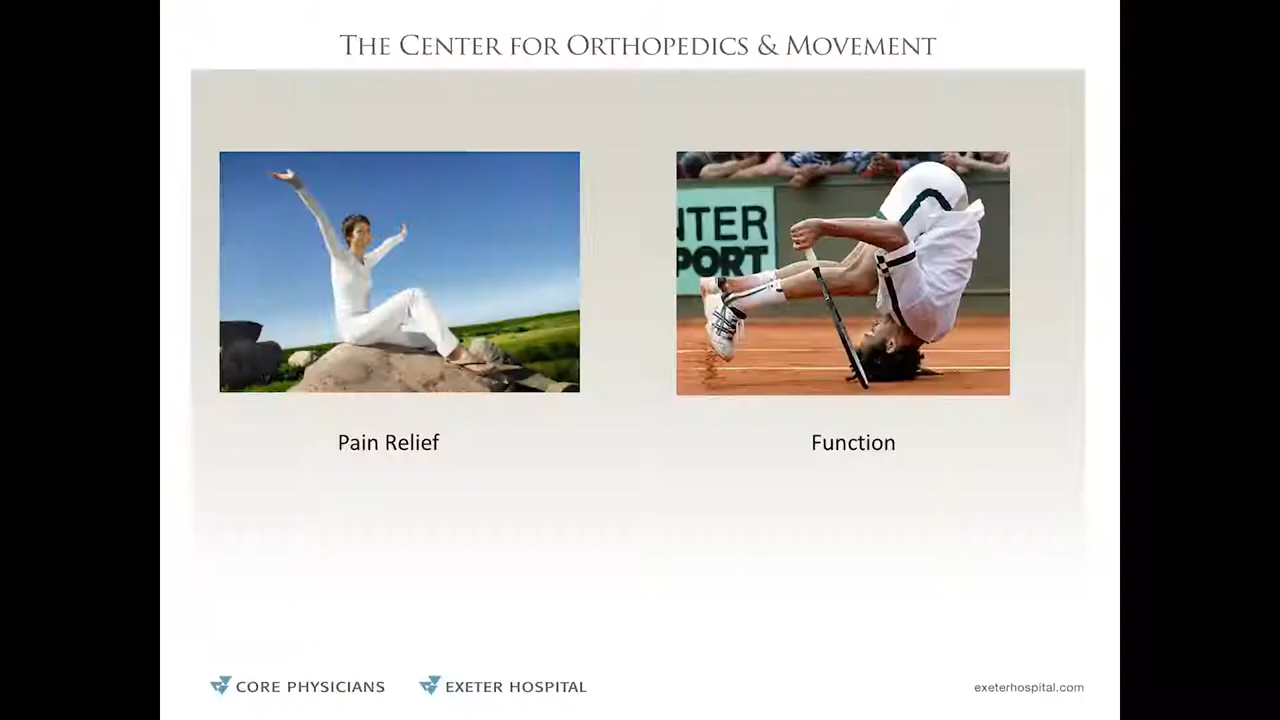 THE CENTER FOR ORTHOPEDICS & MOVEMENT
NTER
PORT
Pain Relief
Function
CORE PHYSICIANS
EXETER HOSPITAL
exeterhospital.com